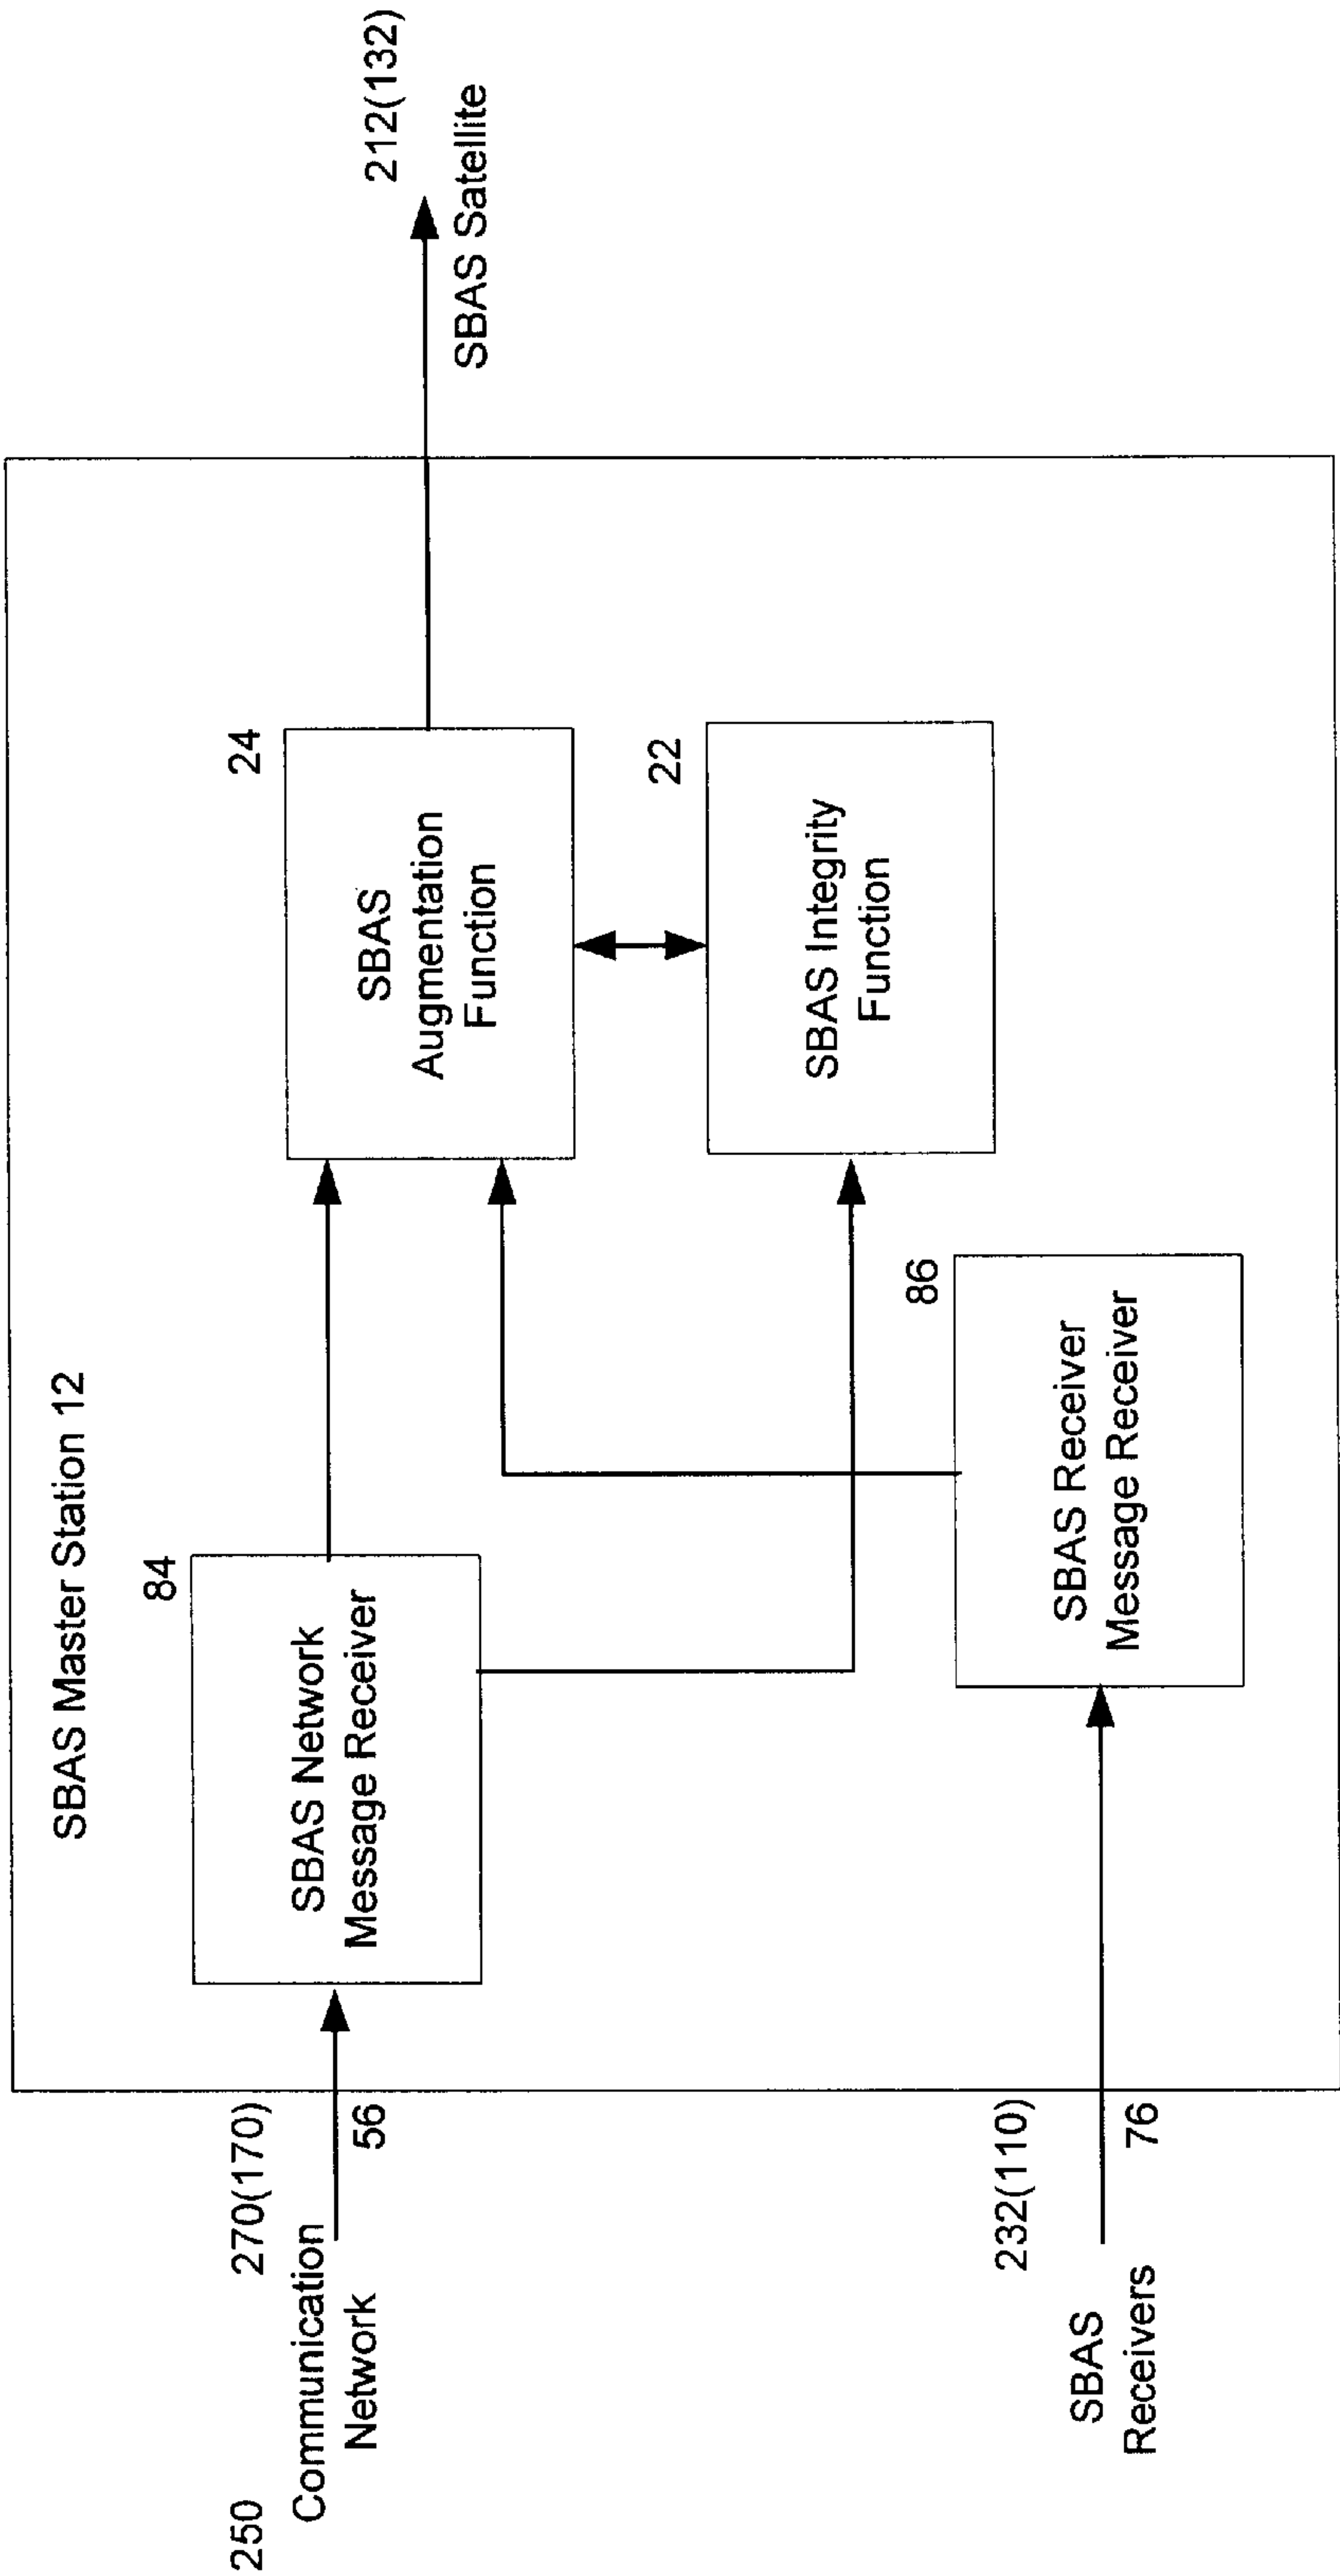 SBAS Master Station 12
250
Communication
Network
270(170)
56
84
SBAS Network
Message Receiver
24
SBAS
Augmentation
Function
212(132)
SBAS Satellite
22
SBAS Integrity
Function
SBAS
Receivers
232(110)
76
86
SBAS Receiver
Message Receiver